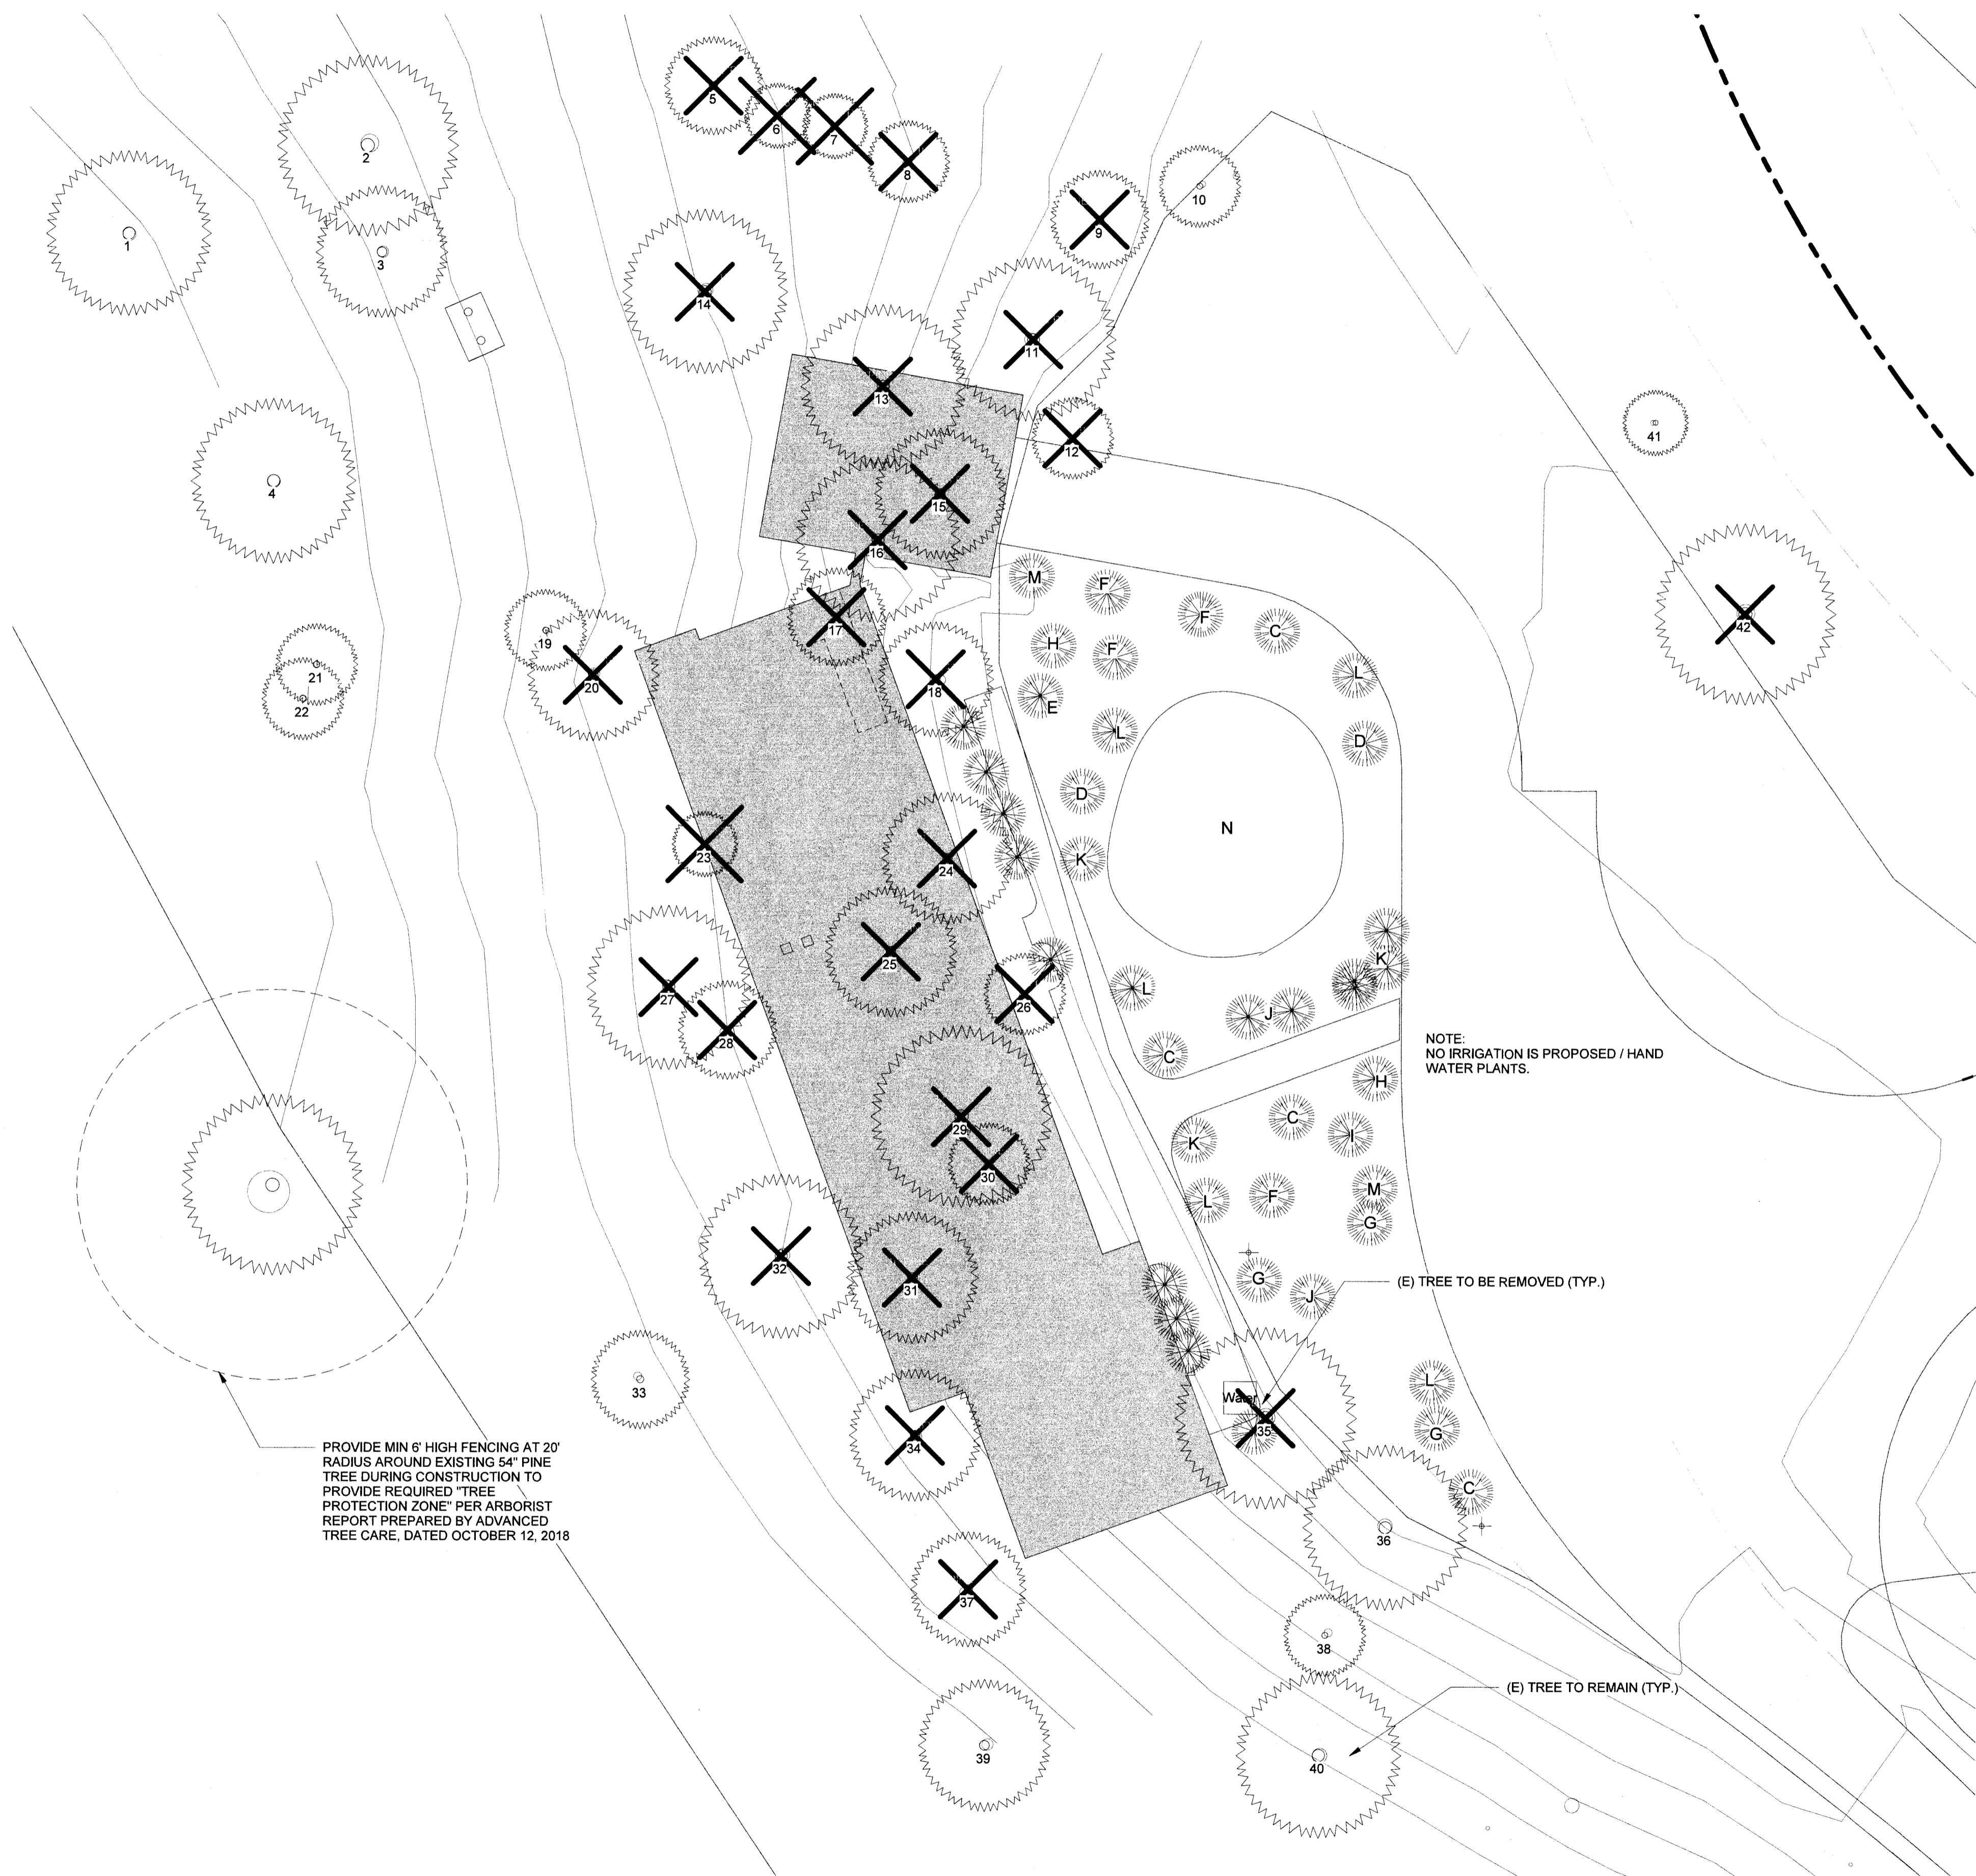 5
6
7
2
8
10
1
9
3
14
11
13
41
12
4
15
16
M
F
F
C
17
42
19
H
F
21
18
L
20
22
E
L
D
D
N
23
K
24
K
25
L
27
26
J
28
NOTE:
NO IRRIGATION IS PROPOSED / HAND
WATER PLANTS.
C
H
C
29
I
K
30
M
L
F
G
32
G
(E) TREE TO BE REMOVED (TYP.)
31
J
33
L
Water
35
G
34
PROVIDE MIN 6' HIGH FENCING AT 20'
RADIUS AROUND EXISTING 54" PINE
TREE DURING CONSTRUCTION TO
PROVIDE REQUIRED "TREE
PROTECTION ZONE" PER ARBORIST
REPORT PREPARED BY ADVANCED
TREE CARE, DATED OCTOBER 12, 2018
C
36
37
38
(E) TREE TO REMAIN (TYP.)
39
40